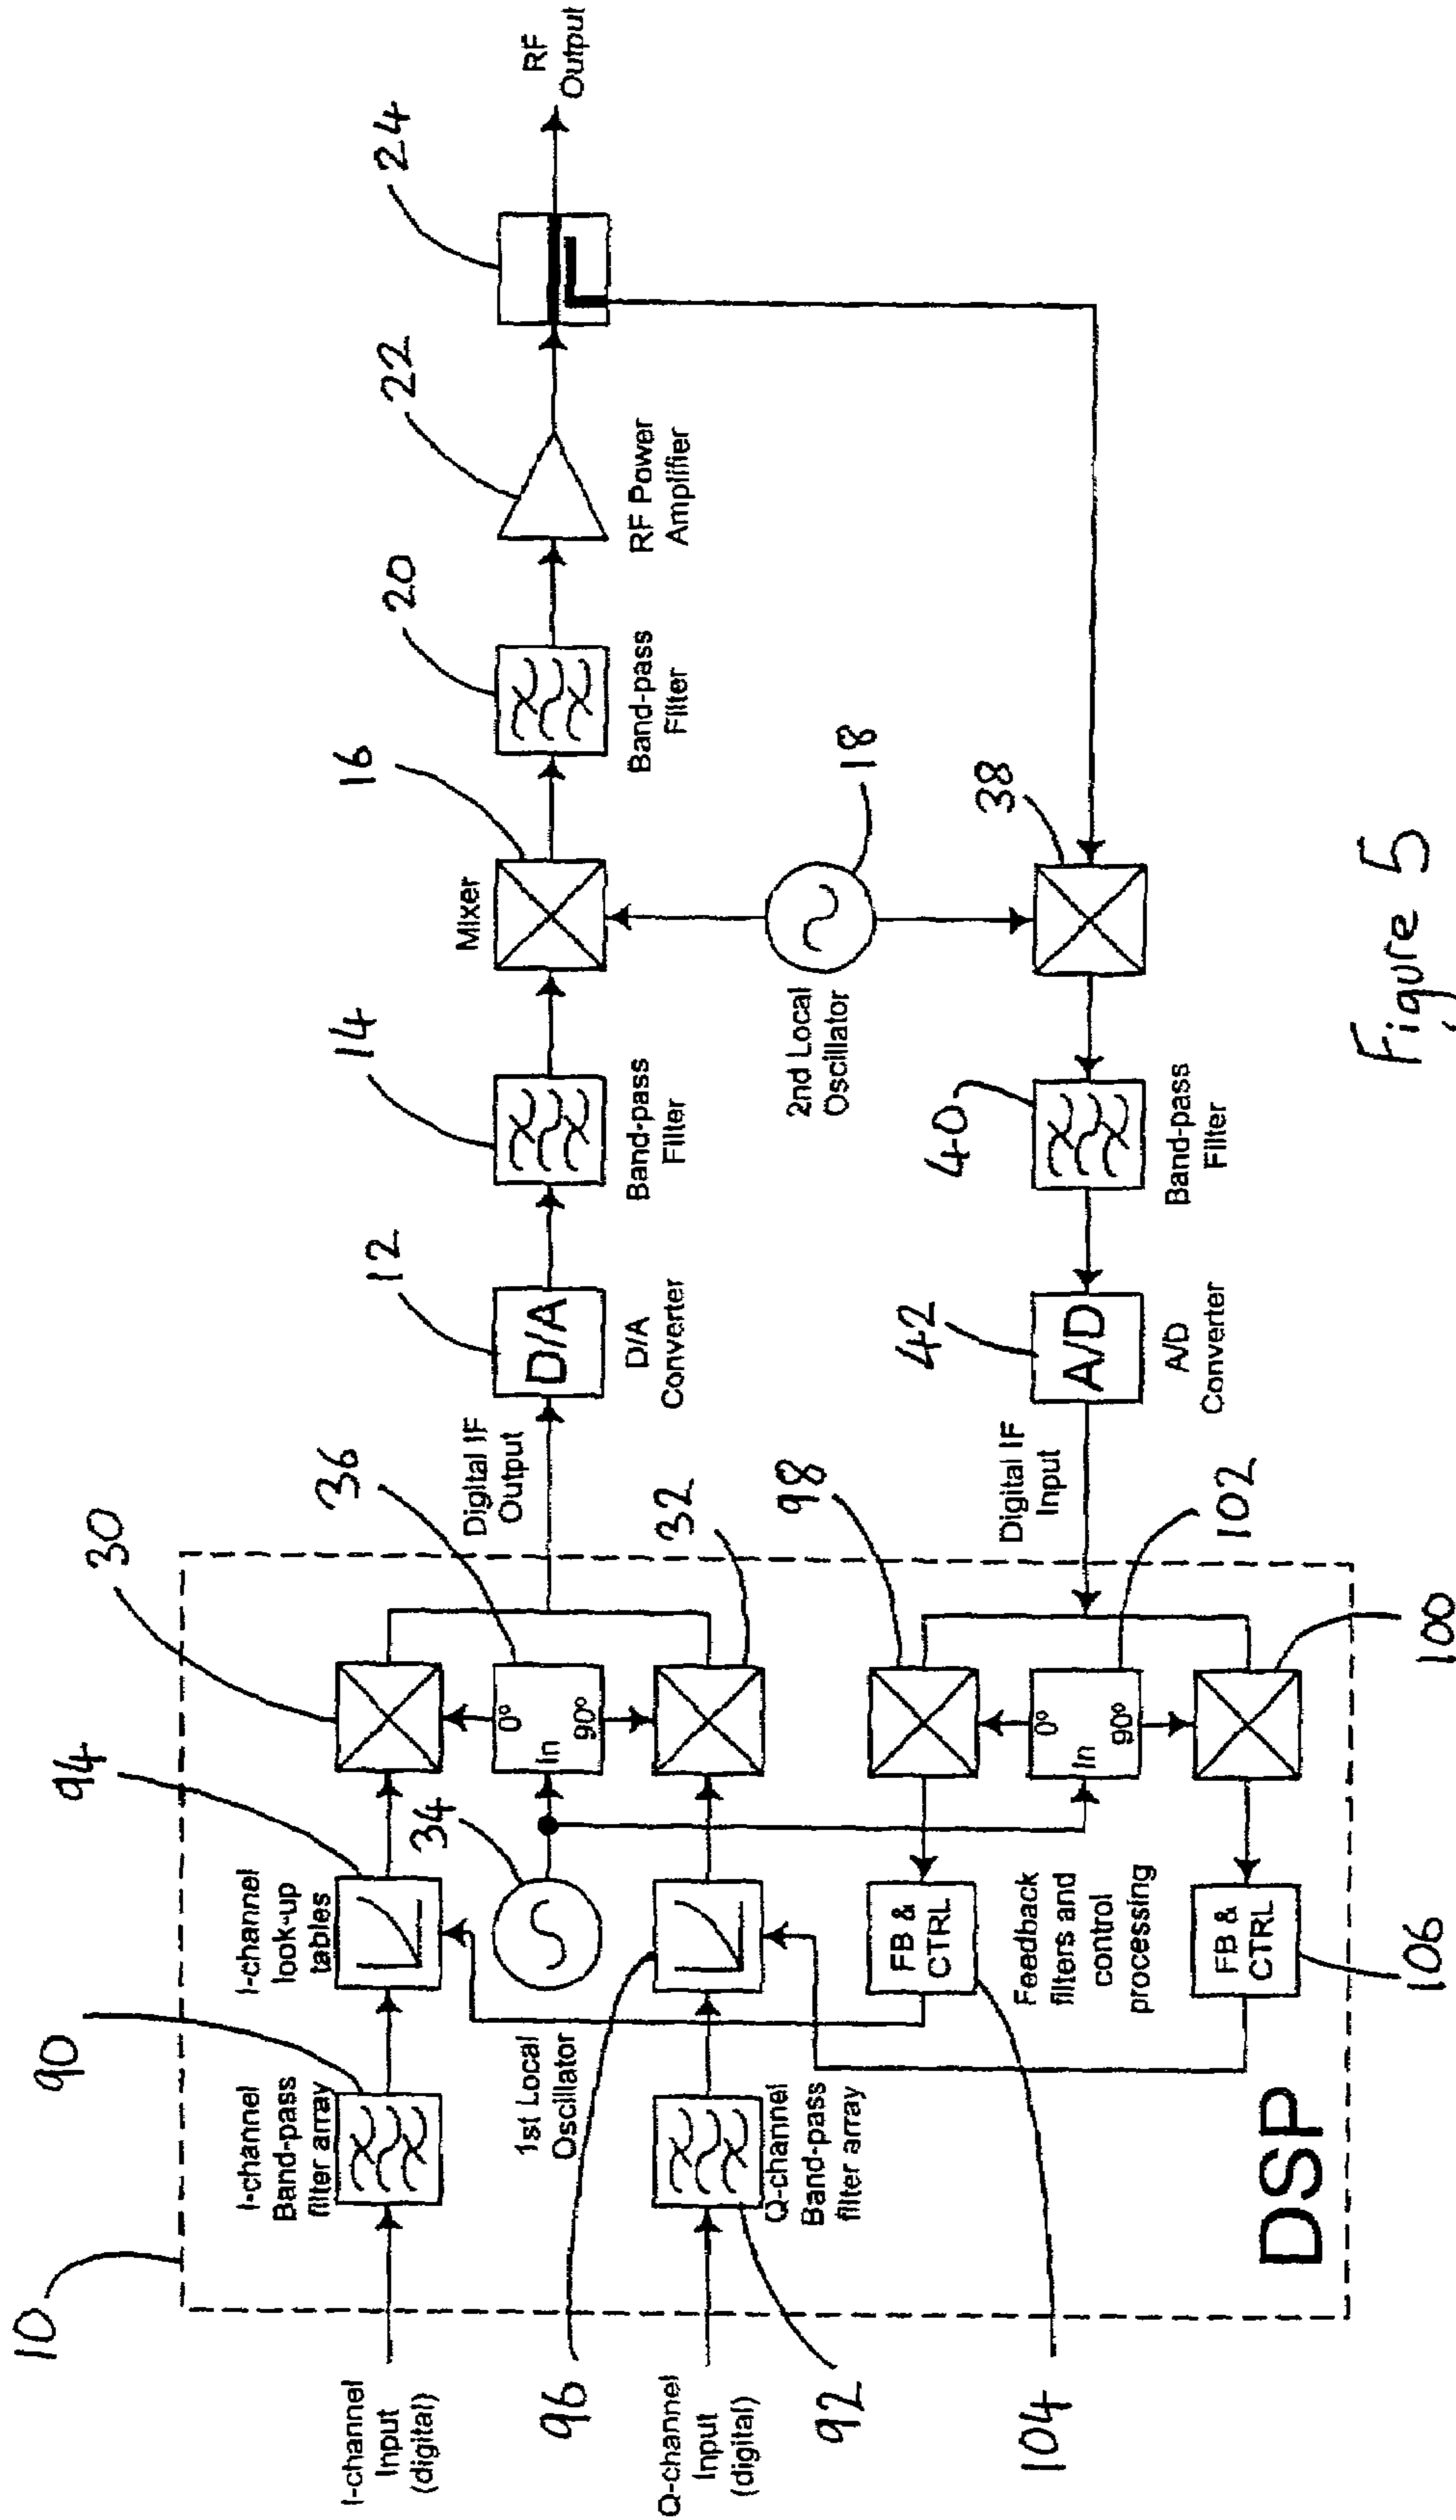 10
90
94
30
I-channel
Input
(digital)
I-channel
Band-pass
filter array
I-channel
look-up
tables
34
36
0°
In
90°
1st Local
Oscillator
96
Q-channel
Input
(digital)
Q-channel
Band-pass
filter array
92
32
Digital IF
Output
12
D/A
D/A
Converter
14
Band-pass
Filter
16
Mixer
20
Band-pass
Filter
22
RF Power
Amplifier
24
RF
Output
2nd Local
Oscillator
18
38
40
Band-pass
Filter
42
A/D
A/D
Converter
Digital IF
Input
98
0°
In
90°
102
100
FB &
CTRL
104
Feedback
filters and
control
processing
FB &
CTRL
106
DSP
Figure 5